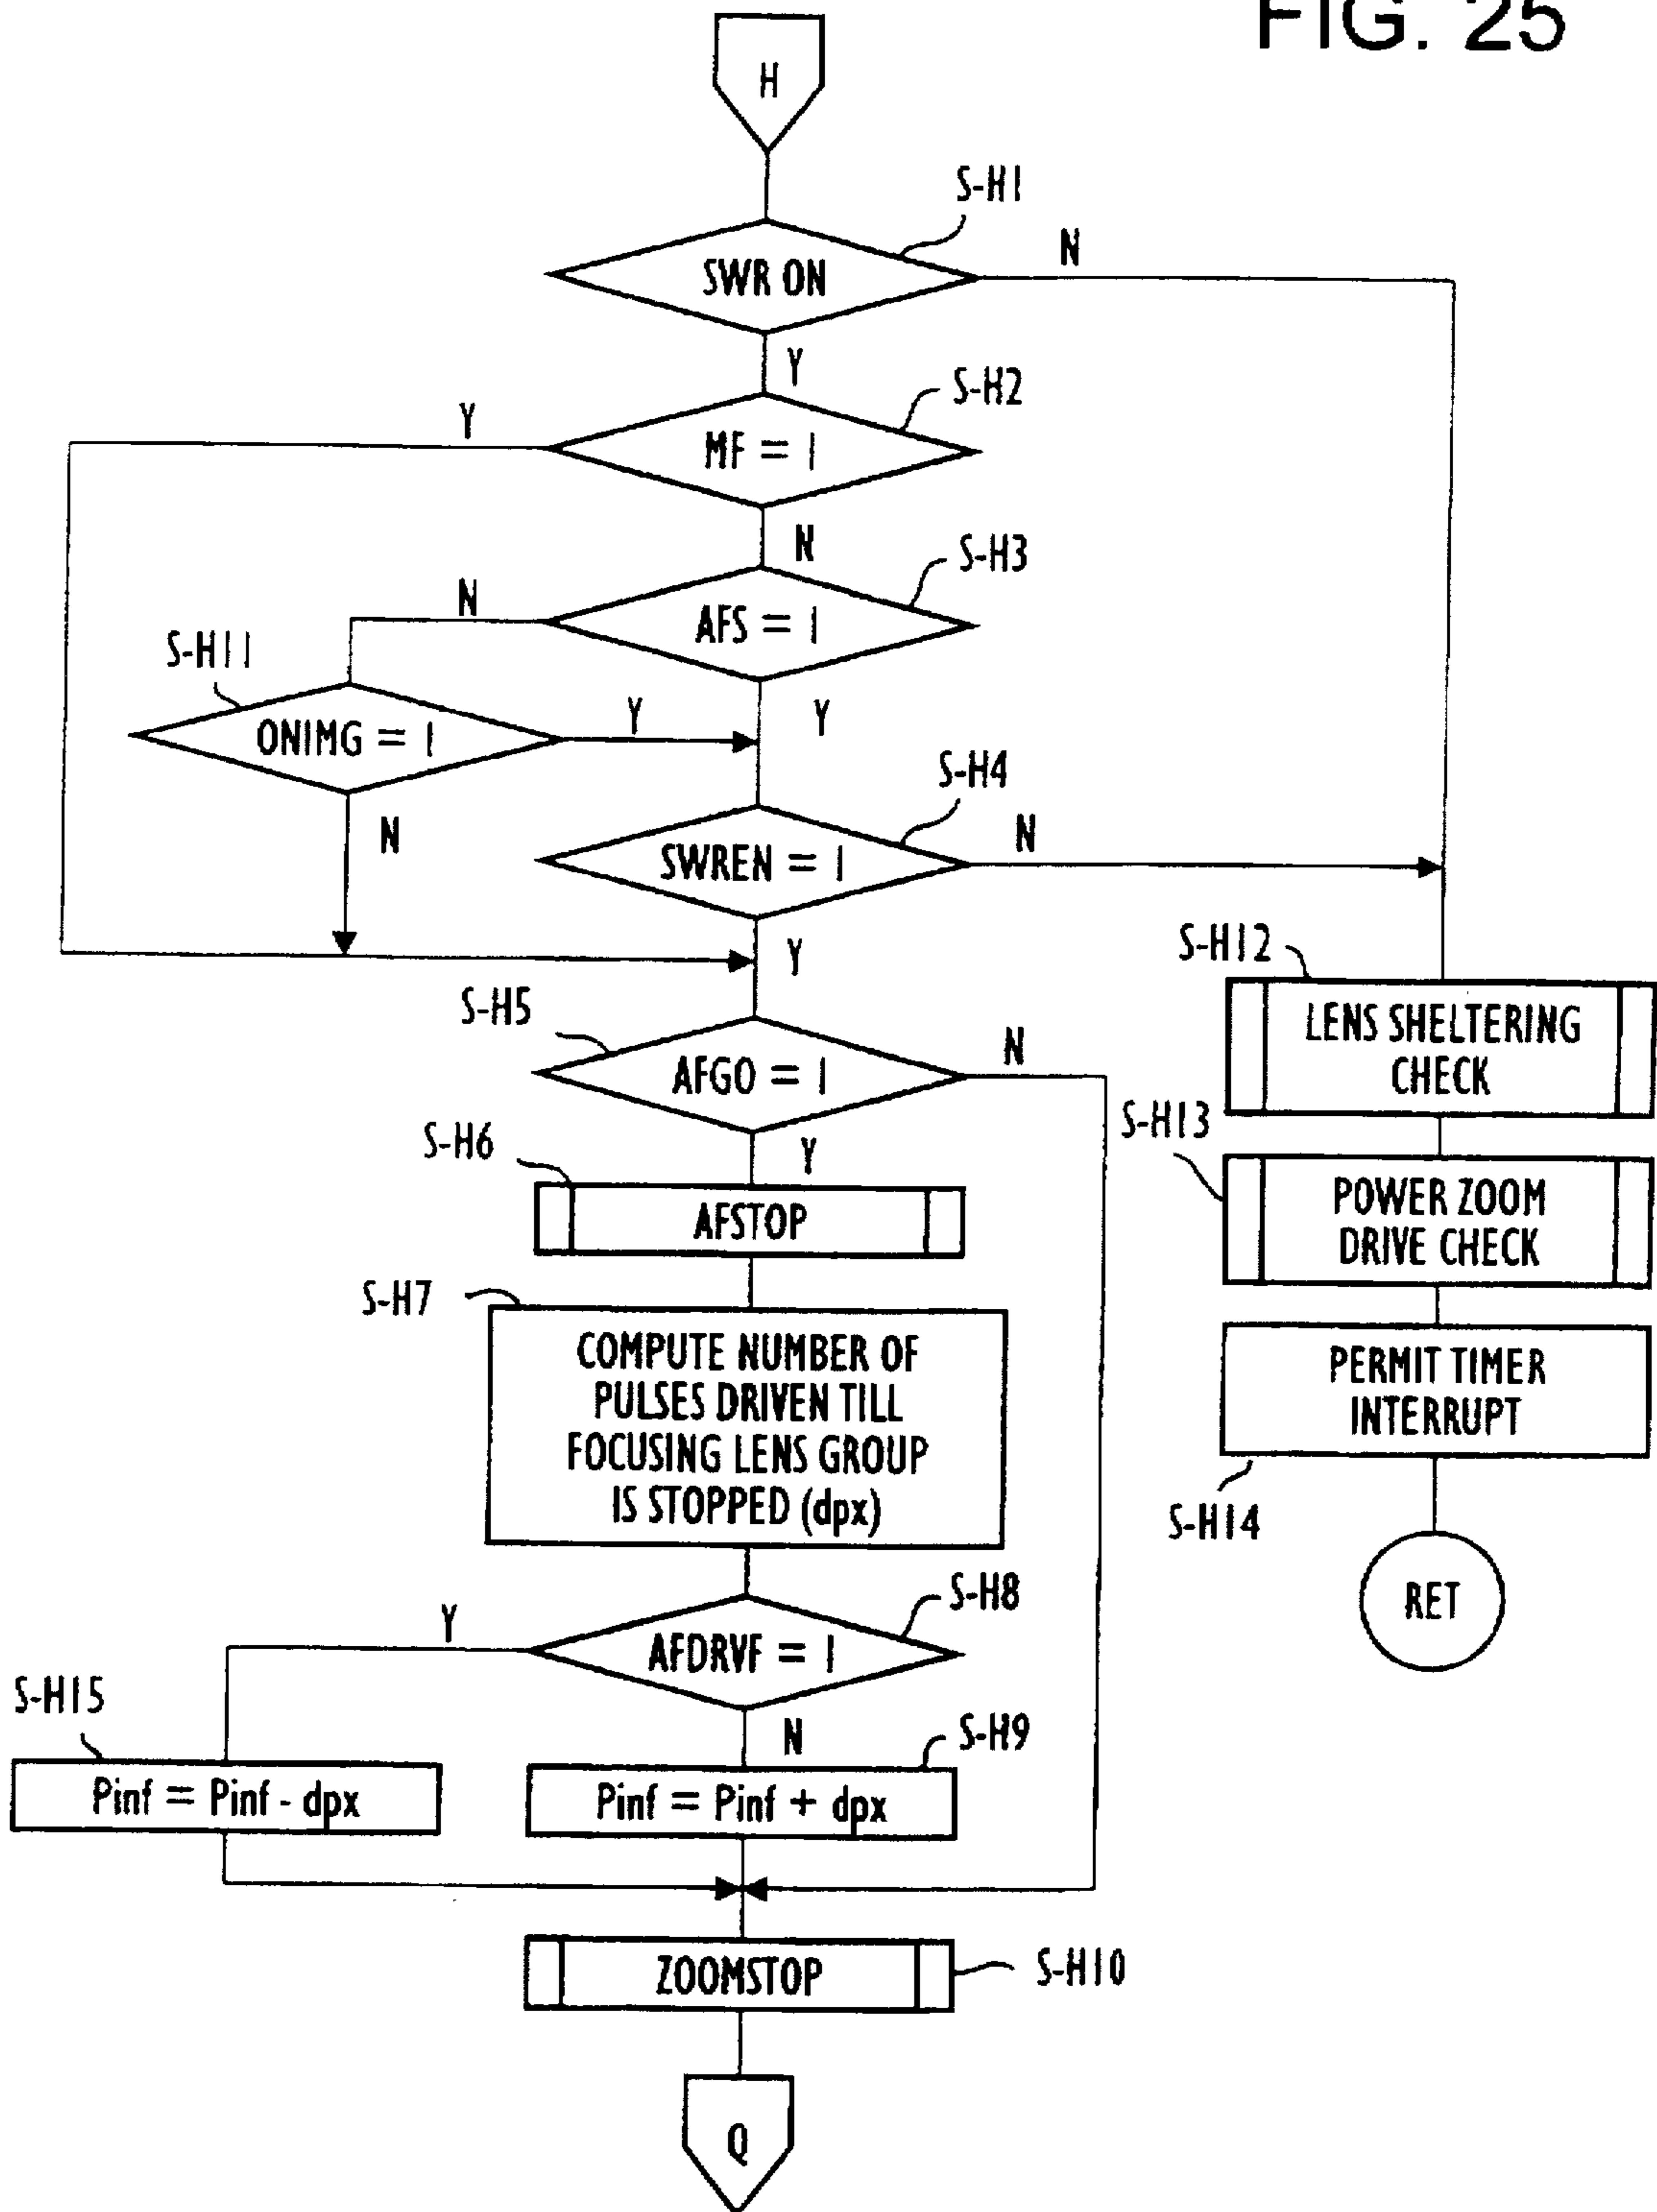 FIG. 25
H
S-H1
SWR ON
N
Y
S-H2
Y
MF = 1
N
S-H3
N
AFS = 1
S-H11
Y
Y
ONIMG = 1
S-H4
N
SWREN = 1
N
Y
S-H12
LENS SHELTERING
CHECK
S-H5
AFGO = 1
N
S-H13
S-H6
Y
AFSTOP
POWER ZOOM
DRIVE CHECK
S-H7
COMPUTE NUMBER OF
PULSES DRIVEN TILL
FOCUSING LENS GROUP
IS STOPPED (dpx)
PERMIT TIMER
INTERRUPT
S-H14
RET
S-H8
Y
AFDRVF = 1
S-H15
N
S-H9
Pinf = Pinf - dpx
Pinf = Pinf + dpx
ZOOMSTOP
S-H10
Q